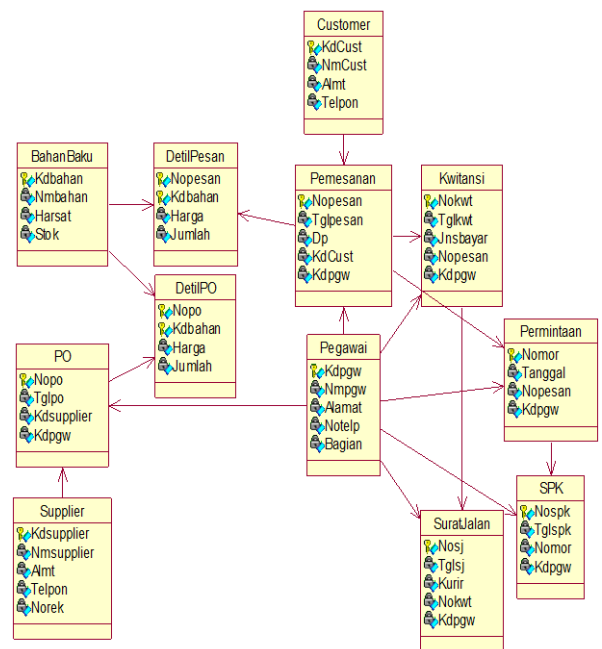 Customer
KdCust
NmCust
Almt
Telpon
BahanBaku
Kdbahan
Nmbahan
Harsat
Stok
DetilPesan
Nopesan
Kdbahan
Harga
Jumlah
Pemesanan
Nopesan
Tglpesan
Dp
KdCust
Kdpgw
Kwitansi
Nokwt
Tglkwt
Jnsbayar
Nopesan
Kdpgw
DetilPO
Nopo
Kdbahan
Harga
Jumlah
Permintaan
Nomor
Tanggal
Nopesan
Kdpgw
PO
Nopo
Tglpo
Kdsupplier
Kdpgw
Pegawai
Kdpgw
Nmpgw
Alamat
Notelp
Bagian
SPK
Nospk
Tglspk
Nomor
Kdpgw
Supplier
Kdsupplier
Nmsupplier
Almt
Telpon
Norek
SuratJalan
Nosj
Tglsj
Kurir
Nokwt
Kdpgw